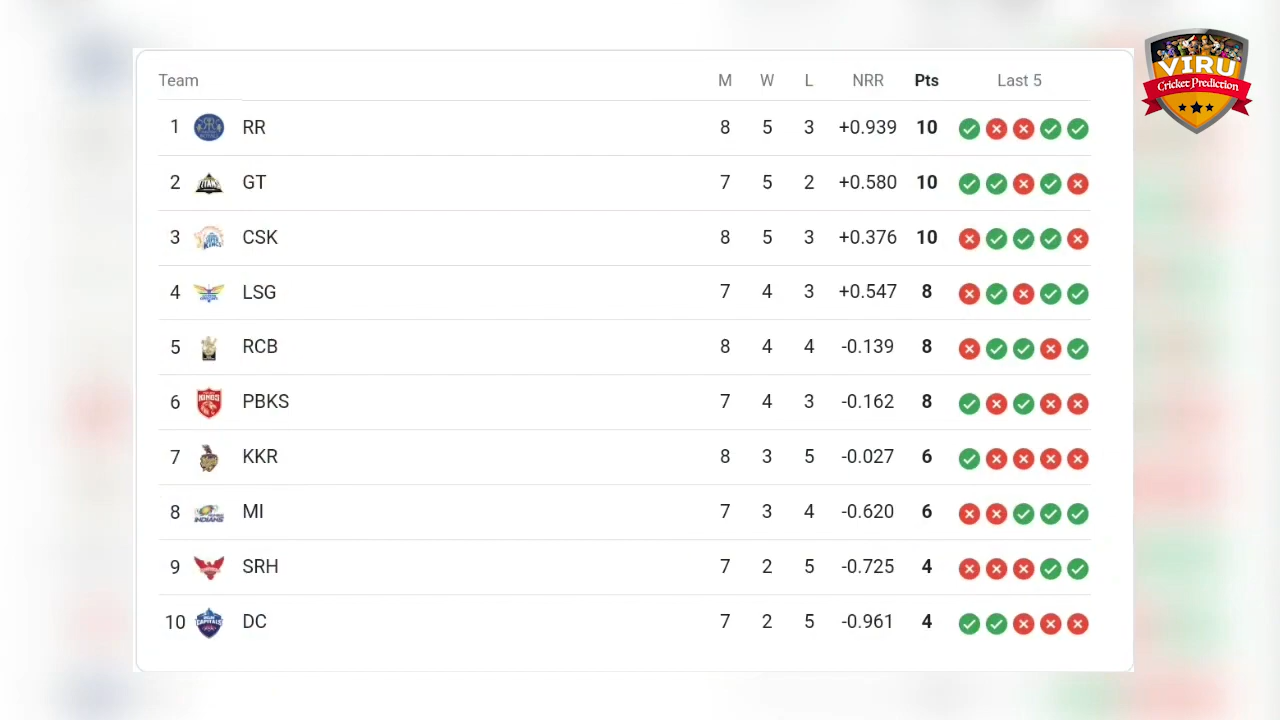 Team M W L NRR Pts Last 5
1 RR 8 5 3 +0.939 10
2 GT 7 5 2 +0.580 10
3 CSK 8 5 3 +0.376 10
4 LSG 7 4 3 +0.547 8
5 RCB 8 4 4 -0.139 8
6 PBKS 7 4 3 -0.162 8
7 KKR 8 3 5 -0.027 6
8 MI 7 3 4 -0.620 6
9 SRH 7 2 5 -0.725 4
10 DC 7 2 5 -0.961 4
VIRU
Cricket Prediction
TITANS
INDIANS
KINGS
CAPITALS